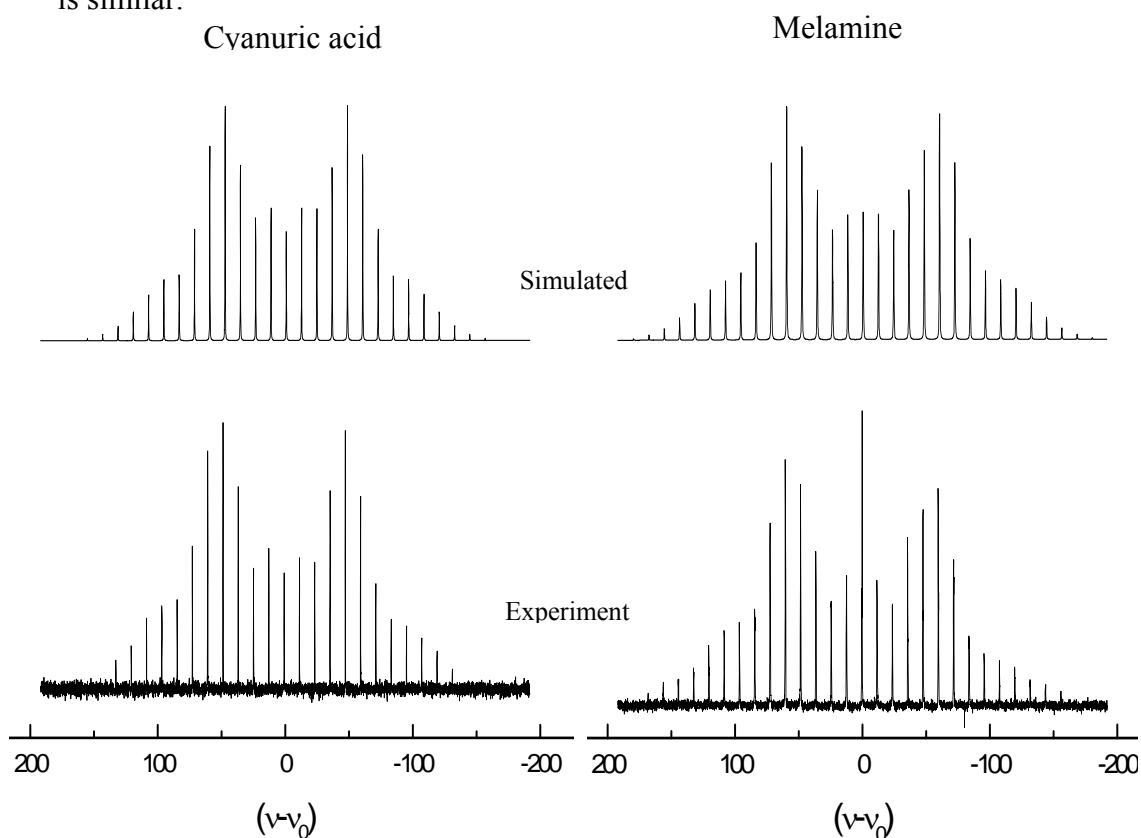 is similar:
Cyanuric acid
Melamine
Simulated
Experiment
200 100 0 -100 -200
200 100 0 -100 -200
(ν-ν₀)
(ν-ν₀)